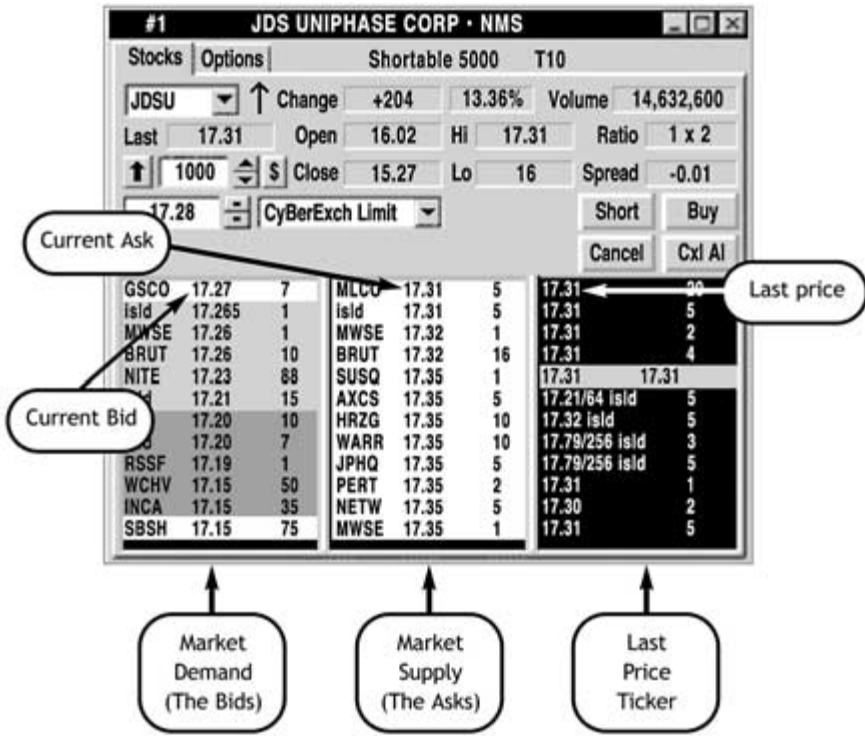 #1 JDS UNIPHASE CORP · NMS
Stocks Options Shortable 5000 T10
JDSU Change +204 13.36% Volume 14,632,600
Last 17.31 Open 16.02 Hi 17.31 Ratio 1 x 2
1000 $ Close 15.27 Lo 16 Spread -0.01
17.28 CyBerExch Limit Short Buy
Cancel Cxl Al
Current Ask
Last price
Current Bid
GSCO 17.27 7 MLCO 17.31 5 17.31 20
isld 17.265 1 isld 17.31 5 17.31 5
MWSE 17.26 1 MWSE 17.32 1 17.31 2
BRUT 17.26 10 BRUT 17.32 16 17.31 4
NITE 17.23 88 SUSQ 17.35 1 17.31 17.31
17.21 15 AXCS 17.35 5 17.21/64 isld 5
17.20 10 HRZG 17.35 10 17.32 isld 5
17.20 7 WARR 17.35 10 17.79/256 isld 3
RSSF 17.19 1 JPHQ 17.35 5 17.79/256 isld 5
WCHV 17.15 50 PERT 17.35 2 17.31 1
INCA 17.15 35 NETW 17.35 5 17.30 2
SBSH 17.15 75 MWSE 17.35 1 17.31 5
Market
Demand
(The Bids)
Market
Supply
(The Asks)
Last
Price
Ticker